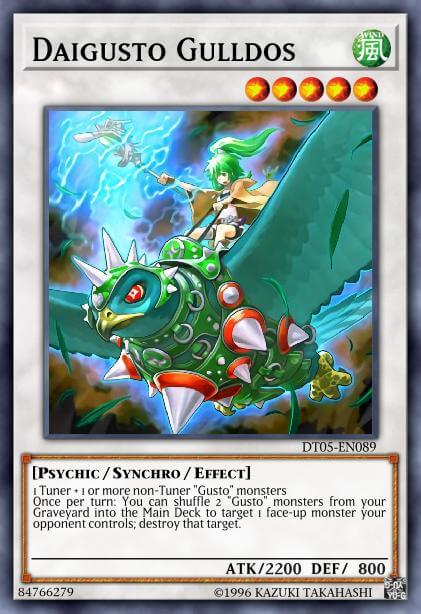 Daigusto Gulldos
WIND
風
DT05-EN089
[Psychic / Synchro / Effect]
1 Tuner + 1 or more non-Tuner "Gusto" monsters
Once per turn: You can shuffle 2 "Gusto" monsters from your
Graveyard into the Main Deck to target 1 face-up monster your
opponent controls; destroy that target.
ATK/2200 DEF/ 800
84766279
©1996 KAZUKI TAKAHASHI